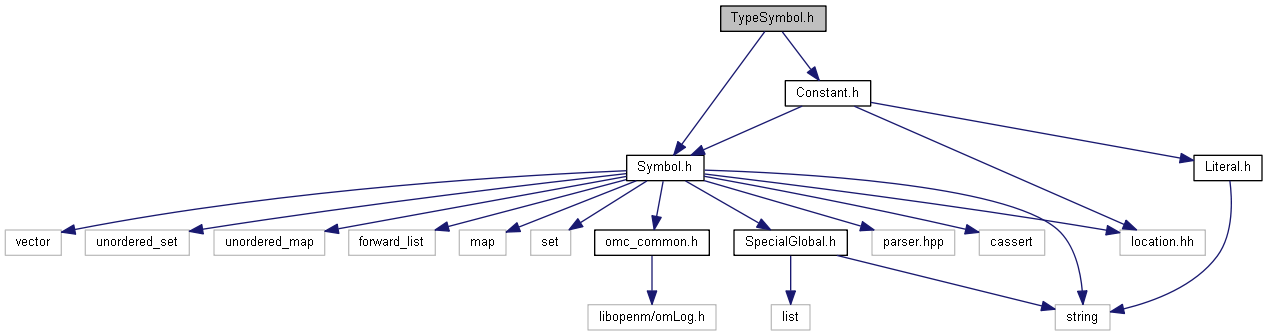 TypeSymbol.h
Constant.h
Symbol.h
Literal.h
vector
unordered_set
unordered_map
forward_list
map
set
omc_common.h
SpecialGlobal.h
parser.hpp
cassert
location.hh
libopenm/omLog.h
list
string